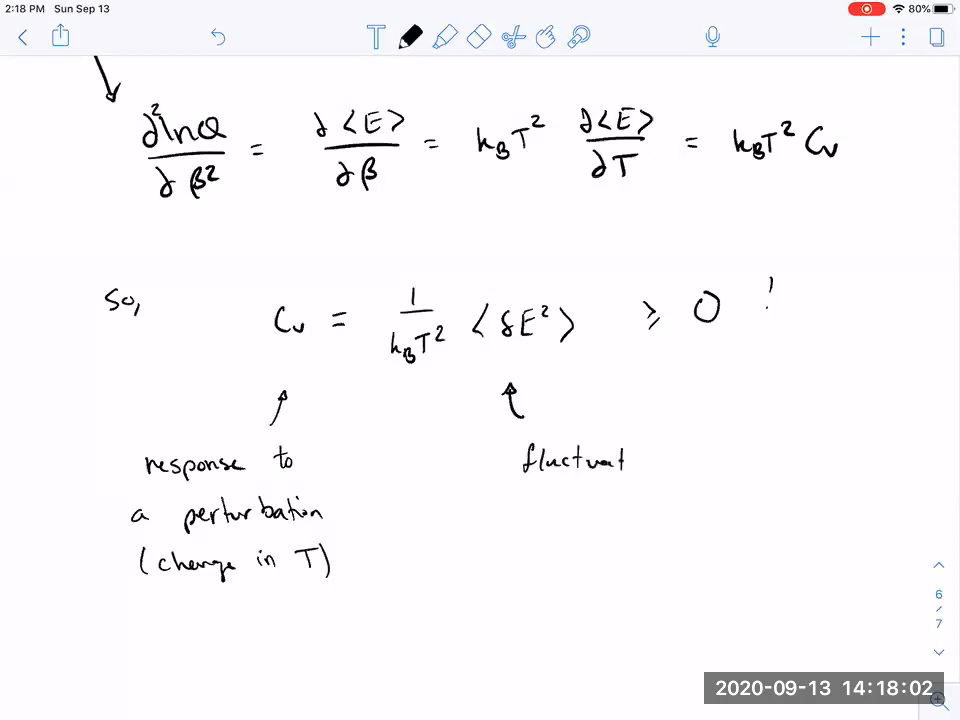 2:18 PM Sun Sep 13 80%
∂²lnQ/∂β² = ∂⟨E⟩/∂β = k_BT² ∂⟨E⟩/∂T = k_BT² C_v
So, C_v = 1/k_BT² ⟨δE²⟩ ≥ 0 !
response to
a perturbation
(change in T)
fluctuat
6
/
7
2020-09-13 14:18:02